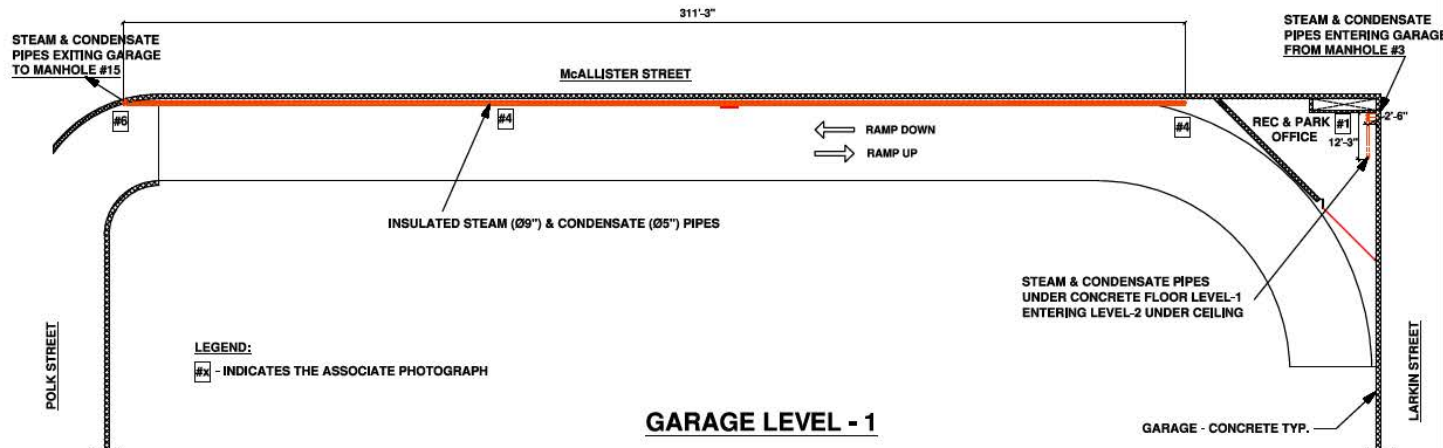 311'-3"
STEAM & CONDENSATE
PIPES EXITING GARAGE
TO MANHOLE #15
STEAM & CONDENSATE
PIPES ENTERING GARAGE
FROM MANHOLE #3
McALLISTER STREET
#6
#4
#4
REC & PARK
OFFICE
#1
2'-6"
12'-3"
RAMP DOWN
RAMP UP
INSULATED STEAM (Ø9") & CONDENSATE (Ø5") PIPES
STEAM & CONDENSATE PIPES
UNDER CONCRETE FLOOR LEVEL-1
ENTERING LEVEL-2 UNDER CEILING
POLK STREET
LARKIN STREET
LEGEND:
#x - INDICATES THE ASSOCIATE PHOTOGRAPH
GARAGE LEVEL - 1
GARAGE - CONCRETE TYP.